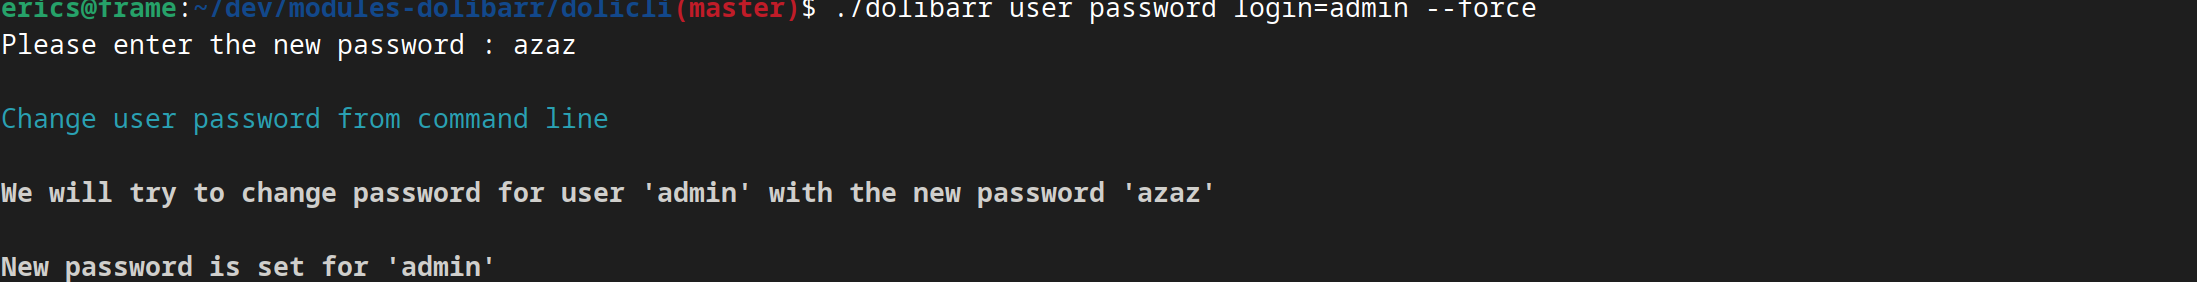 erics@frame:~/dev/modules-dolibarr/dolicli(master)$ ./dolibarr user password login=admin --force
Please enter the new password : azaz
Change user password from command line
We will try to change password for user 'admin' with the new password 'azaz'
New password is set for 'admin'